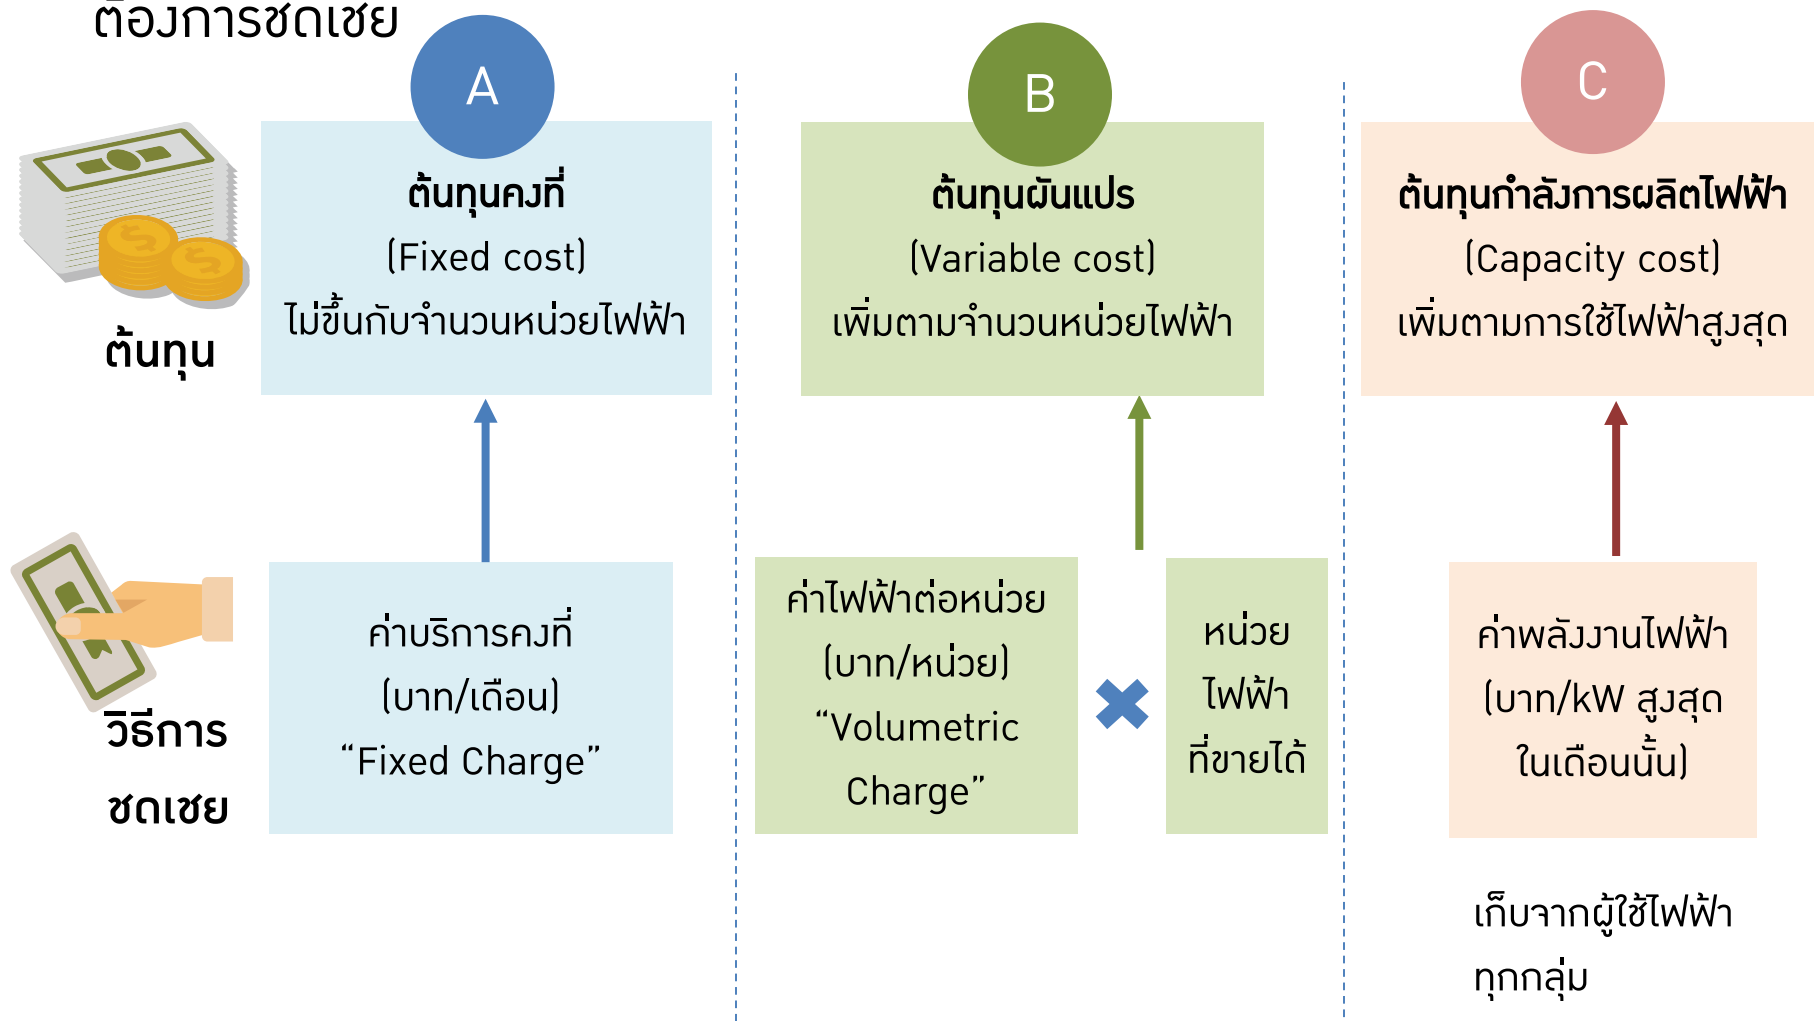 ต้องการชดเชย
A
ต้นทุนคงที่
(Fixed cost)
ไม่ขึ้นกับจำนวนหน่วยไฟฟ้า
B
ต้นทุนผันแปร
(Variable cost)
เพิ่มตามจำนวนหน่วยไฟฟ้า
C
ต้นทุนกำลังการผลิตไฟฟ้า
(Capacity cost)
เพิ่มตามการใช้ไฟฟ้าสูงสุด
ต้นทุน
วิธีการ
ชดเชย
ค่าบริการคงที่
(บาท/เดือน)
“Fixed Charge”
ค่าไฟฟ้าต่อหน่วย
(บาท/หน่วย)
“Volumetric
Charge”
หน่วย
ไฟฟ้า
ที่ขายได้
ค่าพลังงานไฟฟ้า
(บาท/kW สูงสุด
ในเดือนนั้น)
เก็บจากผู้ใช้ไฟฟ้า
ทุกกลุ่ม